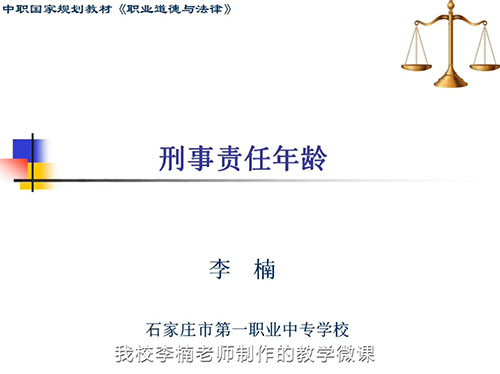 中职国家规划教材《职业道德与法律》
刑事责任年龄
李 楠
石家庄市第一职业中专学校
我校李楠老师制作的教学微课